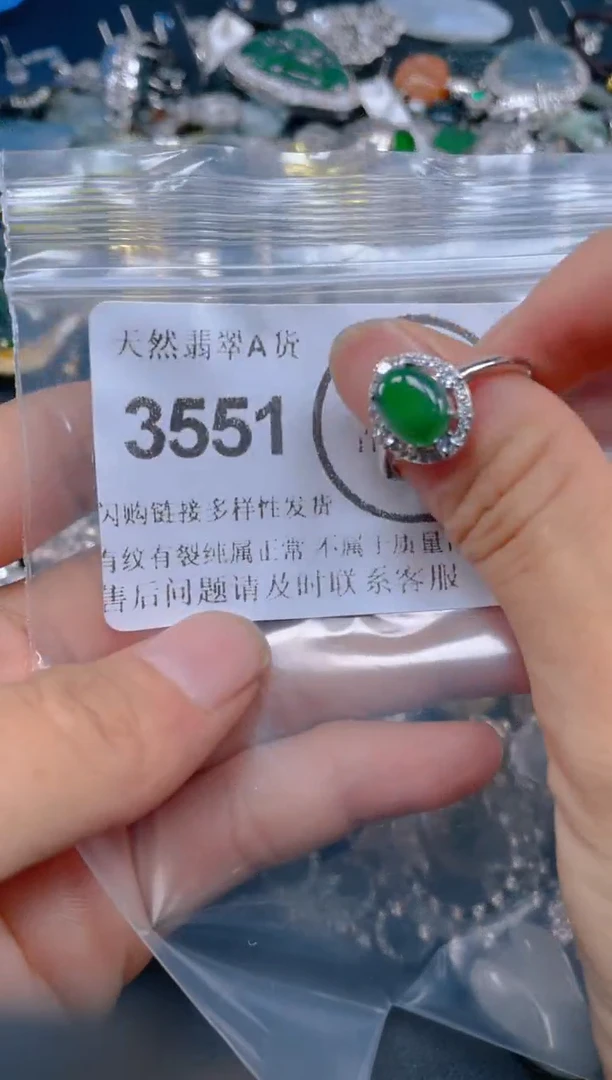 天然翡翠A货
3551
闪购链接多样性发货
有纹有裂纯属正常 不属于质量
售后问题请及时联系客服